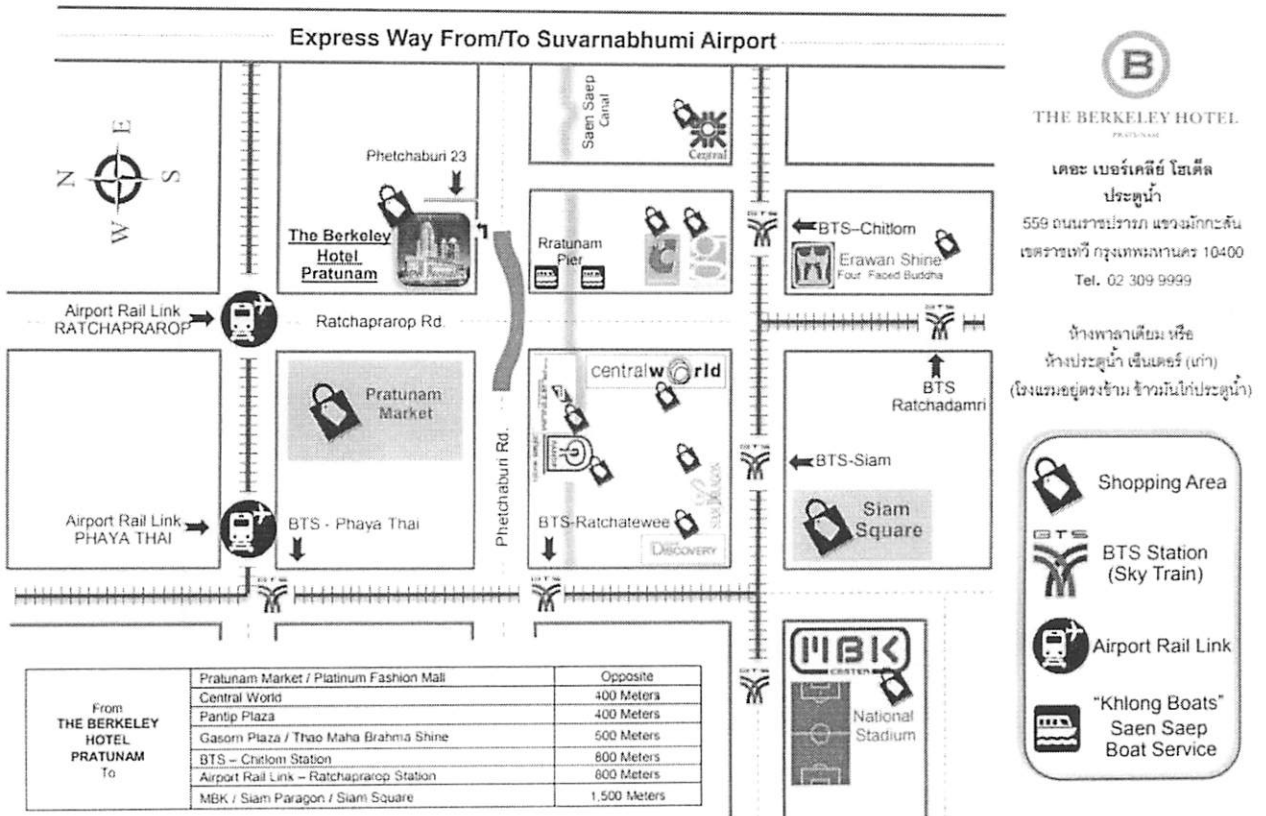 Express Way From/To Suvarnabhumi Airport
E
N
S
W
Phetchaburi 23
The Berkeley
Hotel
Pratunam
Saen Saep
Canal
Central
Rratunam
Pier
BTS
BTS–Chitlom
Erawan Shine
Four Faced Buddha
Airport Rail Link
RATCHAPRAROP
Ratchaprarop Rd.
Pratunam
Market
Phetchaburi Rd.
centralworld
BTS
Ratchadamri
BTS
BTS-Siam
Siam
Square
Airport Rail Link
PHAYA THAI
BTS - Phaya Thai
BTS-Ratchatewee
DISCOVERY
BTS
BTS
BTS
MBK
CENTER
National
Stadium
From
THE BERKELEY
HOTEL
PRATUNAM
To
Pratunam Market / Platinum Fashion Mall Opposite
Central World 400 Meters
Pantip Plaza 400 Meters
Gasorn Plaza / Thao Maha Brahma Shine 500 Meters
BTS – Chitlom Station 800 Meters
Airport Rail Link – Ratchaprarop Station 800 Meters
MBK / Siam Paragon / Siam Square 1,500 Meters
B
THE BERKELEY HOTEL
PRATUNAM
เดอะ เบอร์เคลีย์ โฮเต็ล
ประตูน้ำ
559 ถนนราชปรารภ แขวงมักกะสัน
เขตราชเทวี กรุงเทพมหานคร 10400
Tel. 02 309 9999
ห้างพาลาเดียม หรือ
ห้างประตูน้ำ เซ็นเตอร์ (เก่า)
(โรงแรมอยู่ตรงข้าม ข้าวมันไก่ประตูน้ำ)
Shopping Area
BTS
BTS Station
(Sky Train)
Airport Rail Link
"Khlong Boats"
Saen Saep
Boat Service